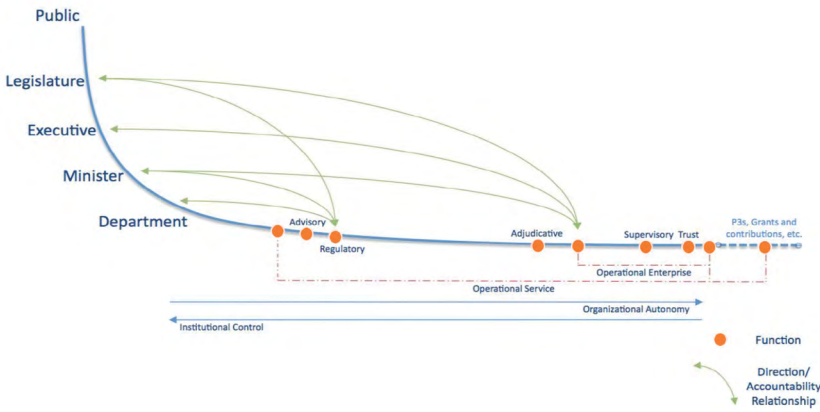 Public
Legislature
Executive
Minister
Department
Advisory
Regulatory
Adjudicative
Supervisory Trust
P3s, Grants and
contributions, etc.
Operational Enterprise
Operational Service
Organizational Autonomy
Institutional Control
Function
Direction/
Accountability
Relationship